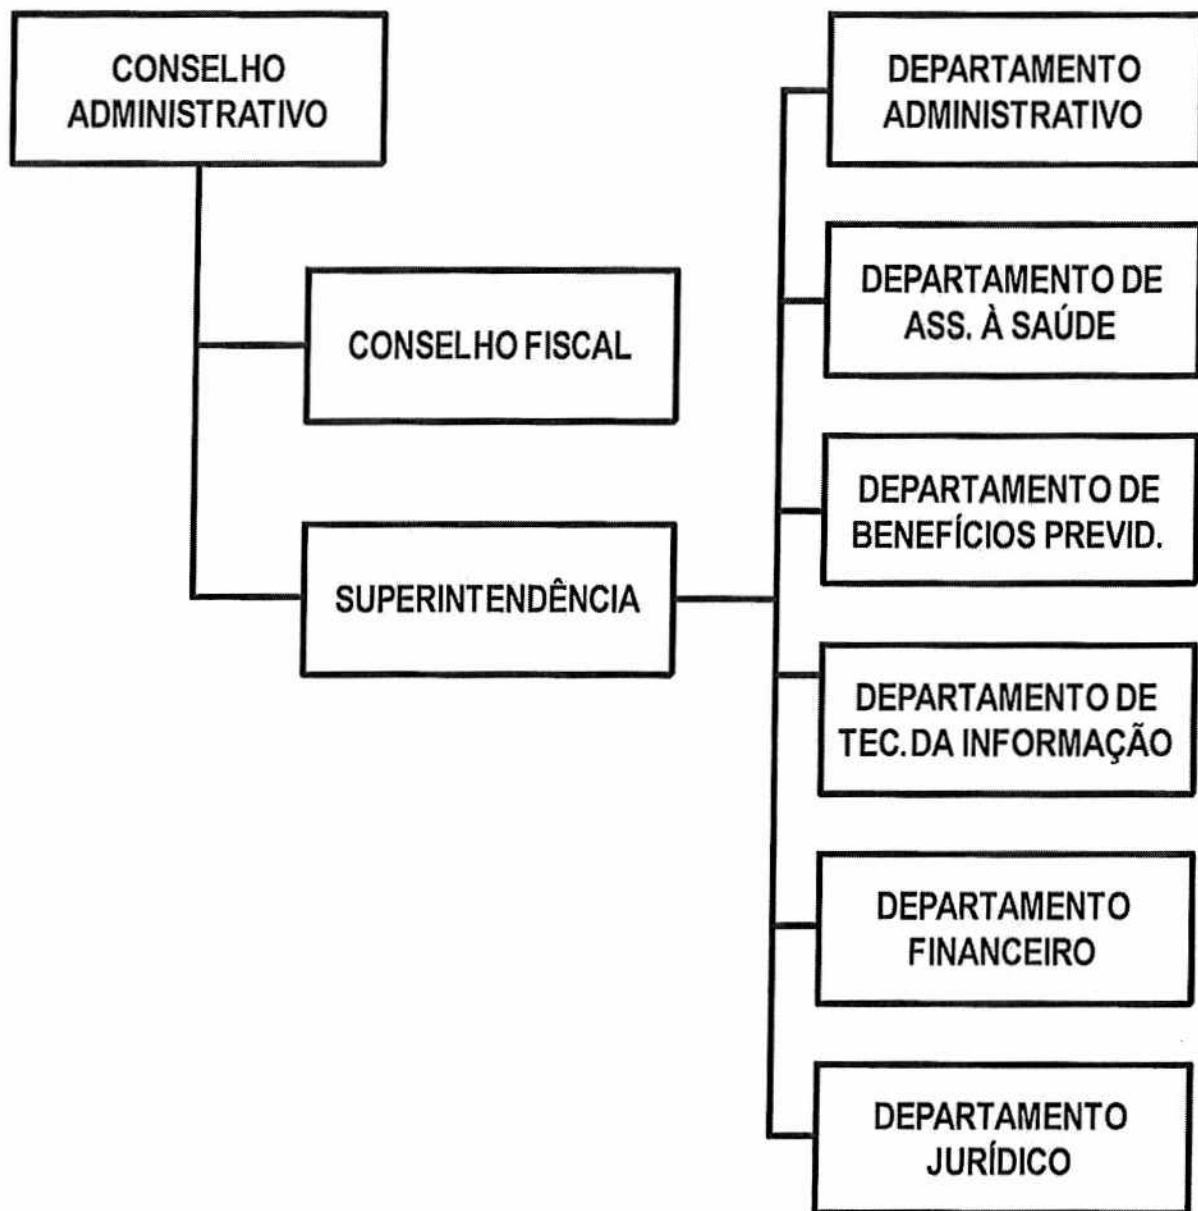 CONSELHO
ADMINISTRATIVO
CONSELHO FISCAL
SUPERINTENDÊNCIA
DEPARTAMENTO
ADMINISTRATIVO
DEPARTAMENTO DE
ASS. À SAÚDE
DEPARTAMENTO DE
BENEFÍCIOS PREVID.
DEPARTAMENTO DE
TEC. DA INFORMAÇÃO
DEPARTAMENTO
FINANCEIRO
DEPARTAMENTO
JURÍDICO